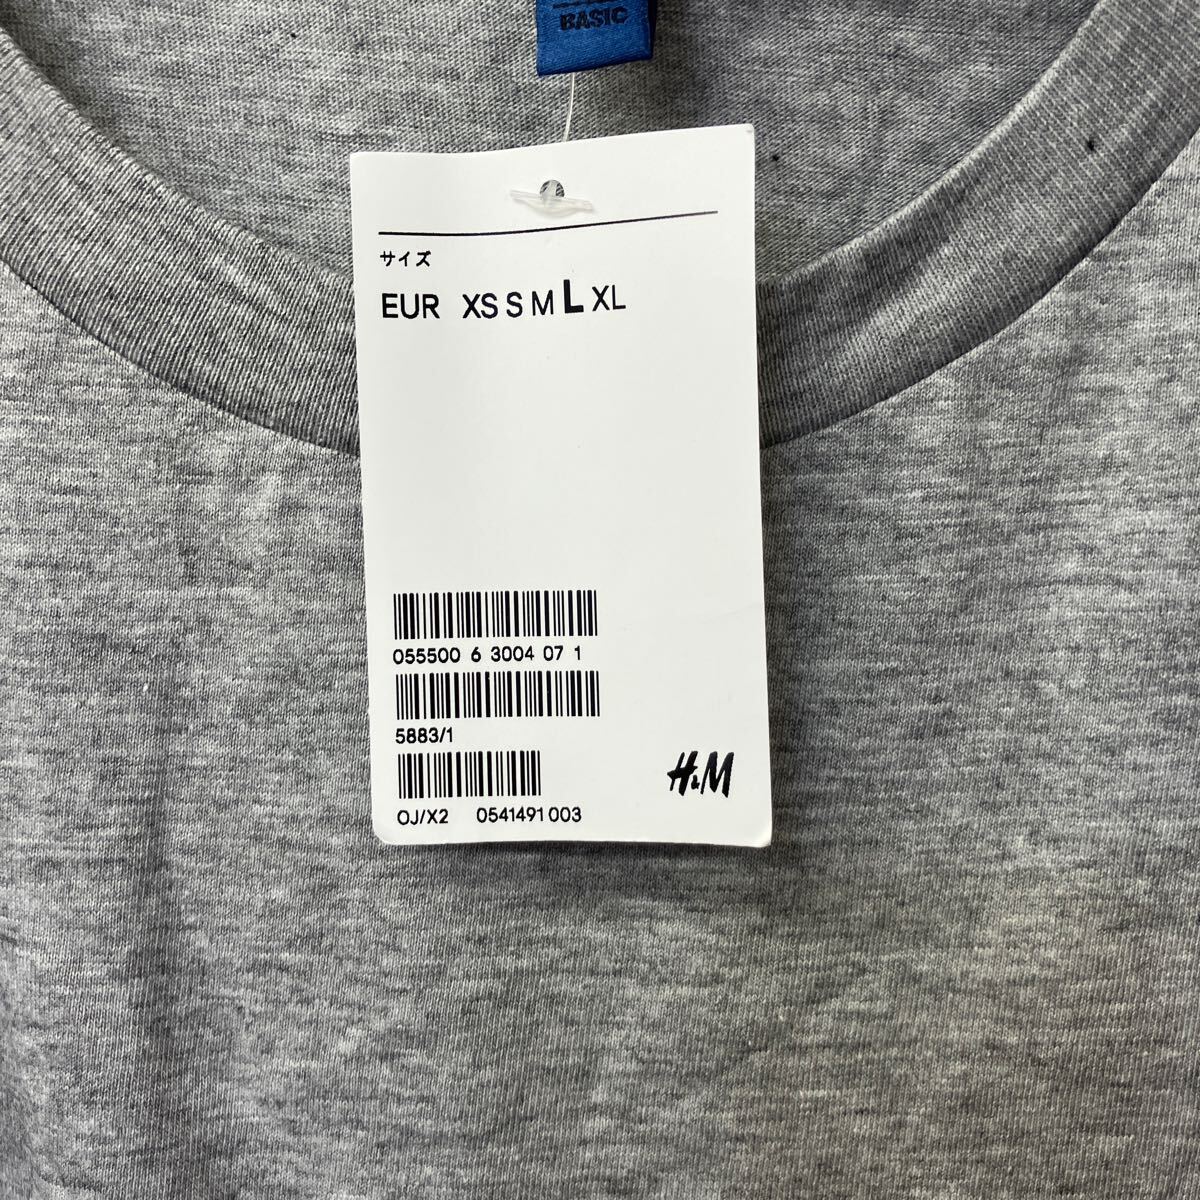 BASIC
サイズ
EUR XS S M L XL
055500 6 3004 07 1
5883/1
OJ/X2 0541491 003
H&M